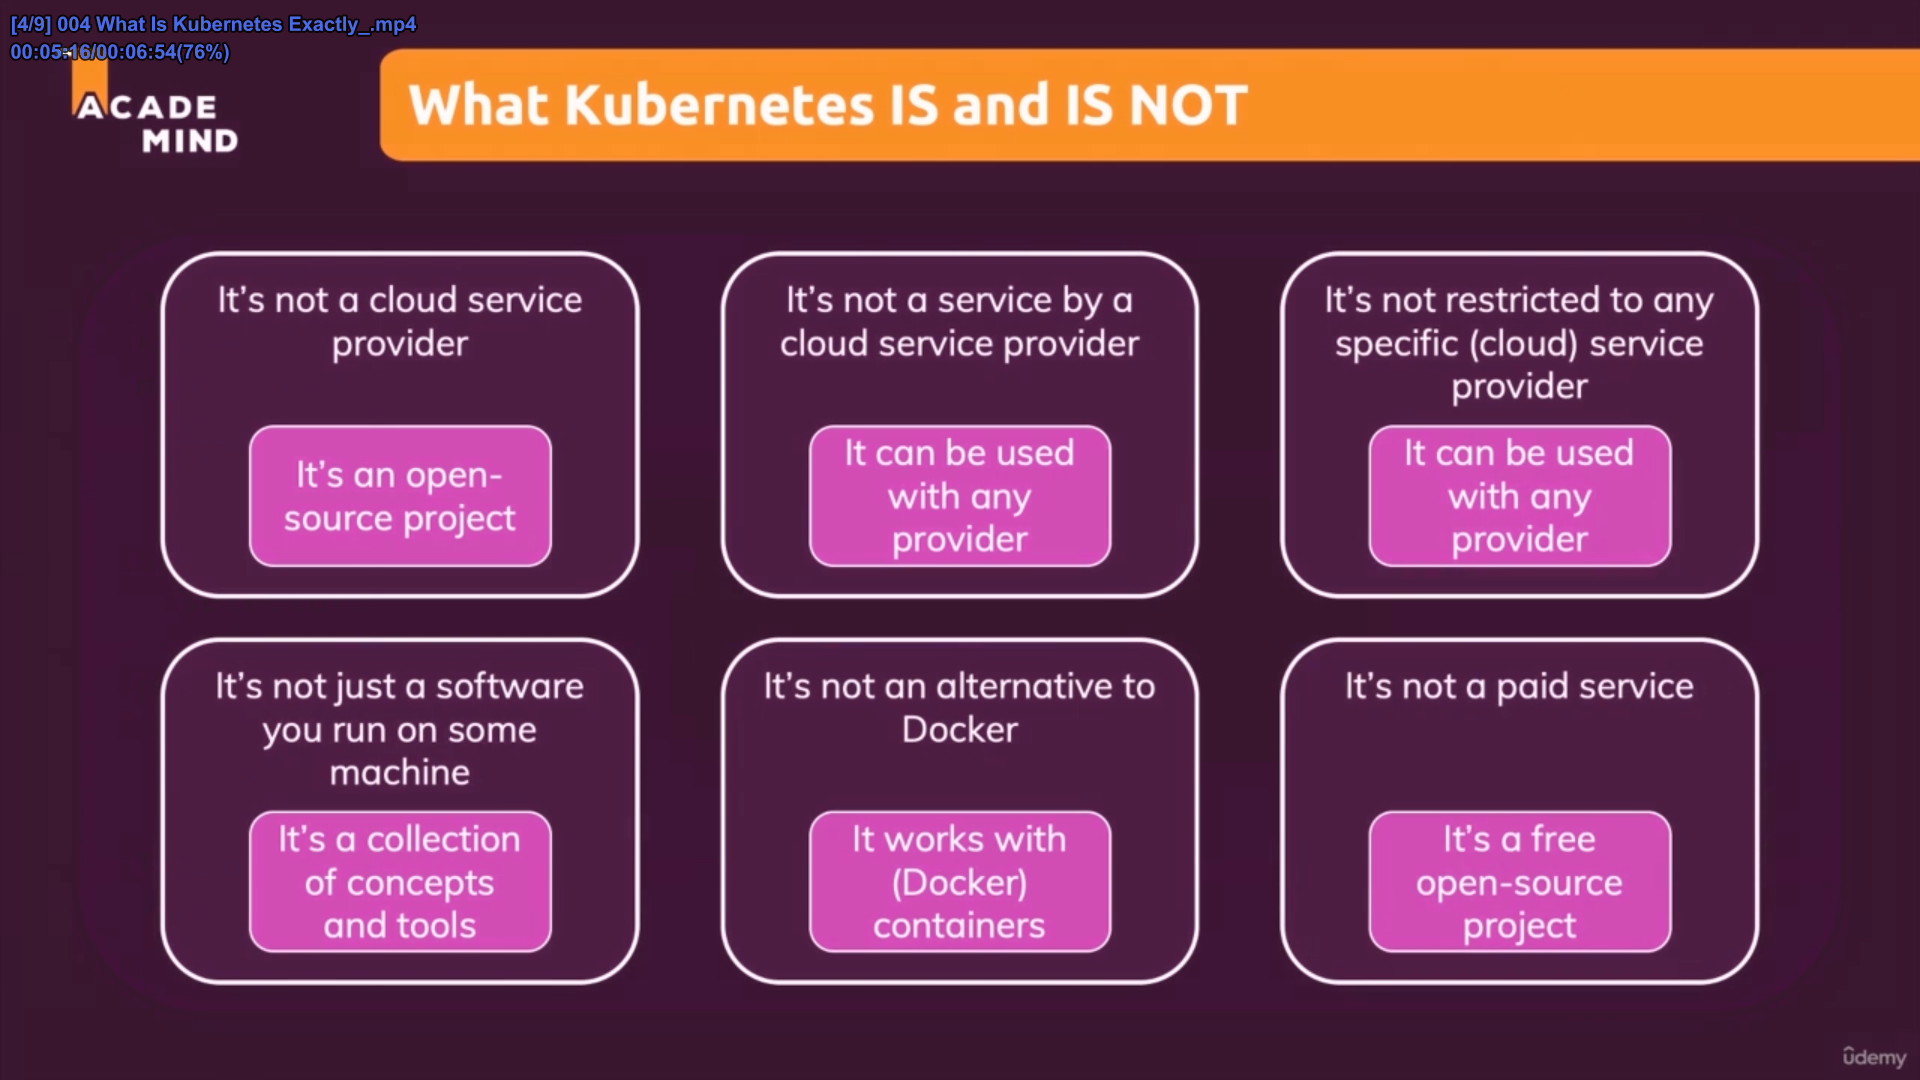 [4/9] 004 What Is Kubernetes Exactly_.mp4
00:05:16/00:06:54(76%)
ACADE
MIND
What Kubernetes IS and IS NOT
It's not a cloud service
provider
It's an open-
source project
It's not a service by a
cloud service provider
It can be used
with any
provider
It's not restricted to any
specific (cloud) service
provider
It can be used
with any
provider
It's not just a software
you run on some
machine
It's a collection
of concepts
and tools
It's not an alternative to
Docker
It works with
(Docker)
containers
It's not a paid service
It's a free
open-source
project
ûdemy